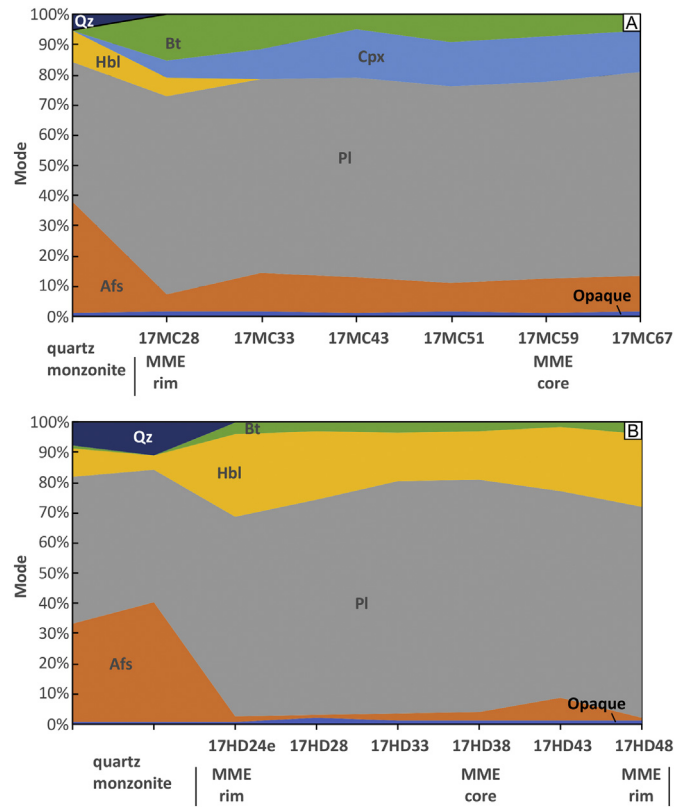 100%
90%
80%
70%
60%
50%
40%
30%
20%
10%
0%
Mode
A
Qz
Bt
Hbl
Cpx
Pl
Afs
Opaque
17MC28 17MC33 17MC43 17MC51 17MC59 17MC67
quartz monzonite
MME rim
MME core
100%
90%
80%
70%
60%
50%
40%
30%
20%
10%
0%
Mode
B
Qz
Bt
Hbl
Pl
Afs
Opaque
17HD24e 17HD28 17HD33 17HD38 17HD43 17HD48
quartz monzonite
MME rim
MME core
MME rim